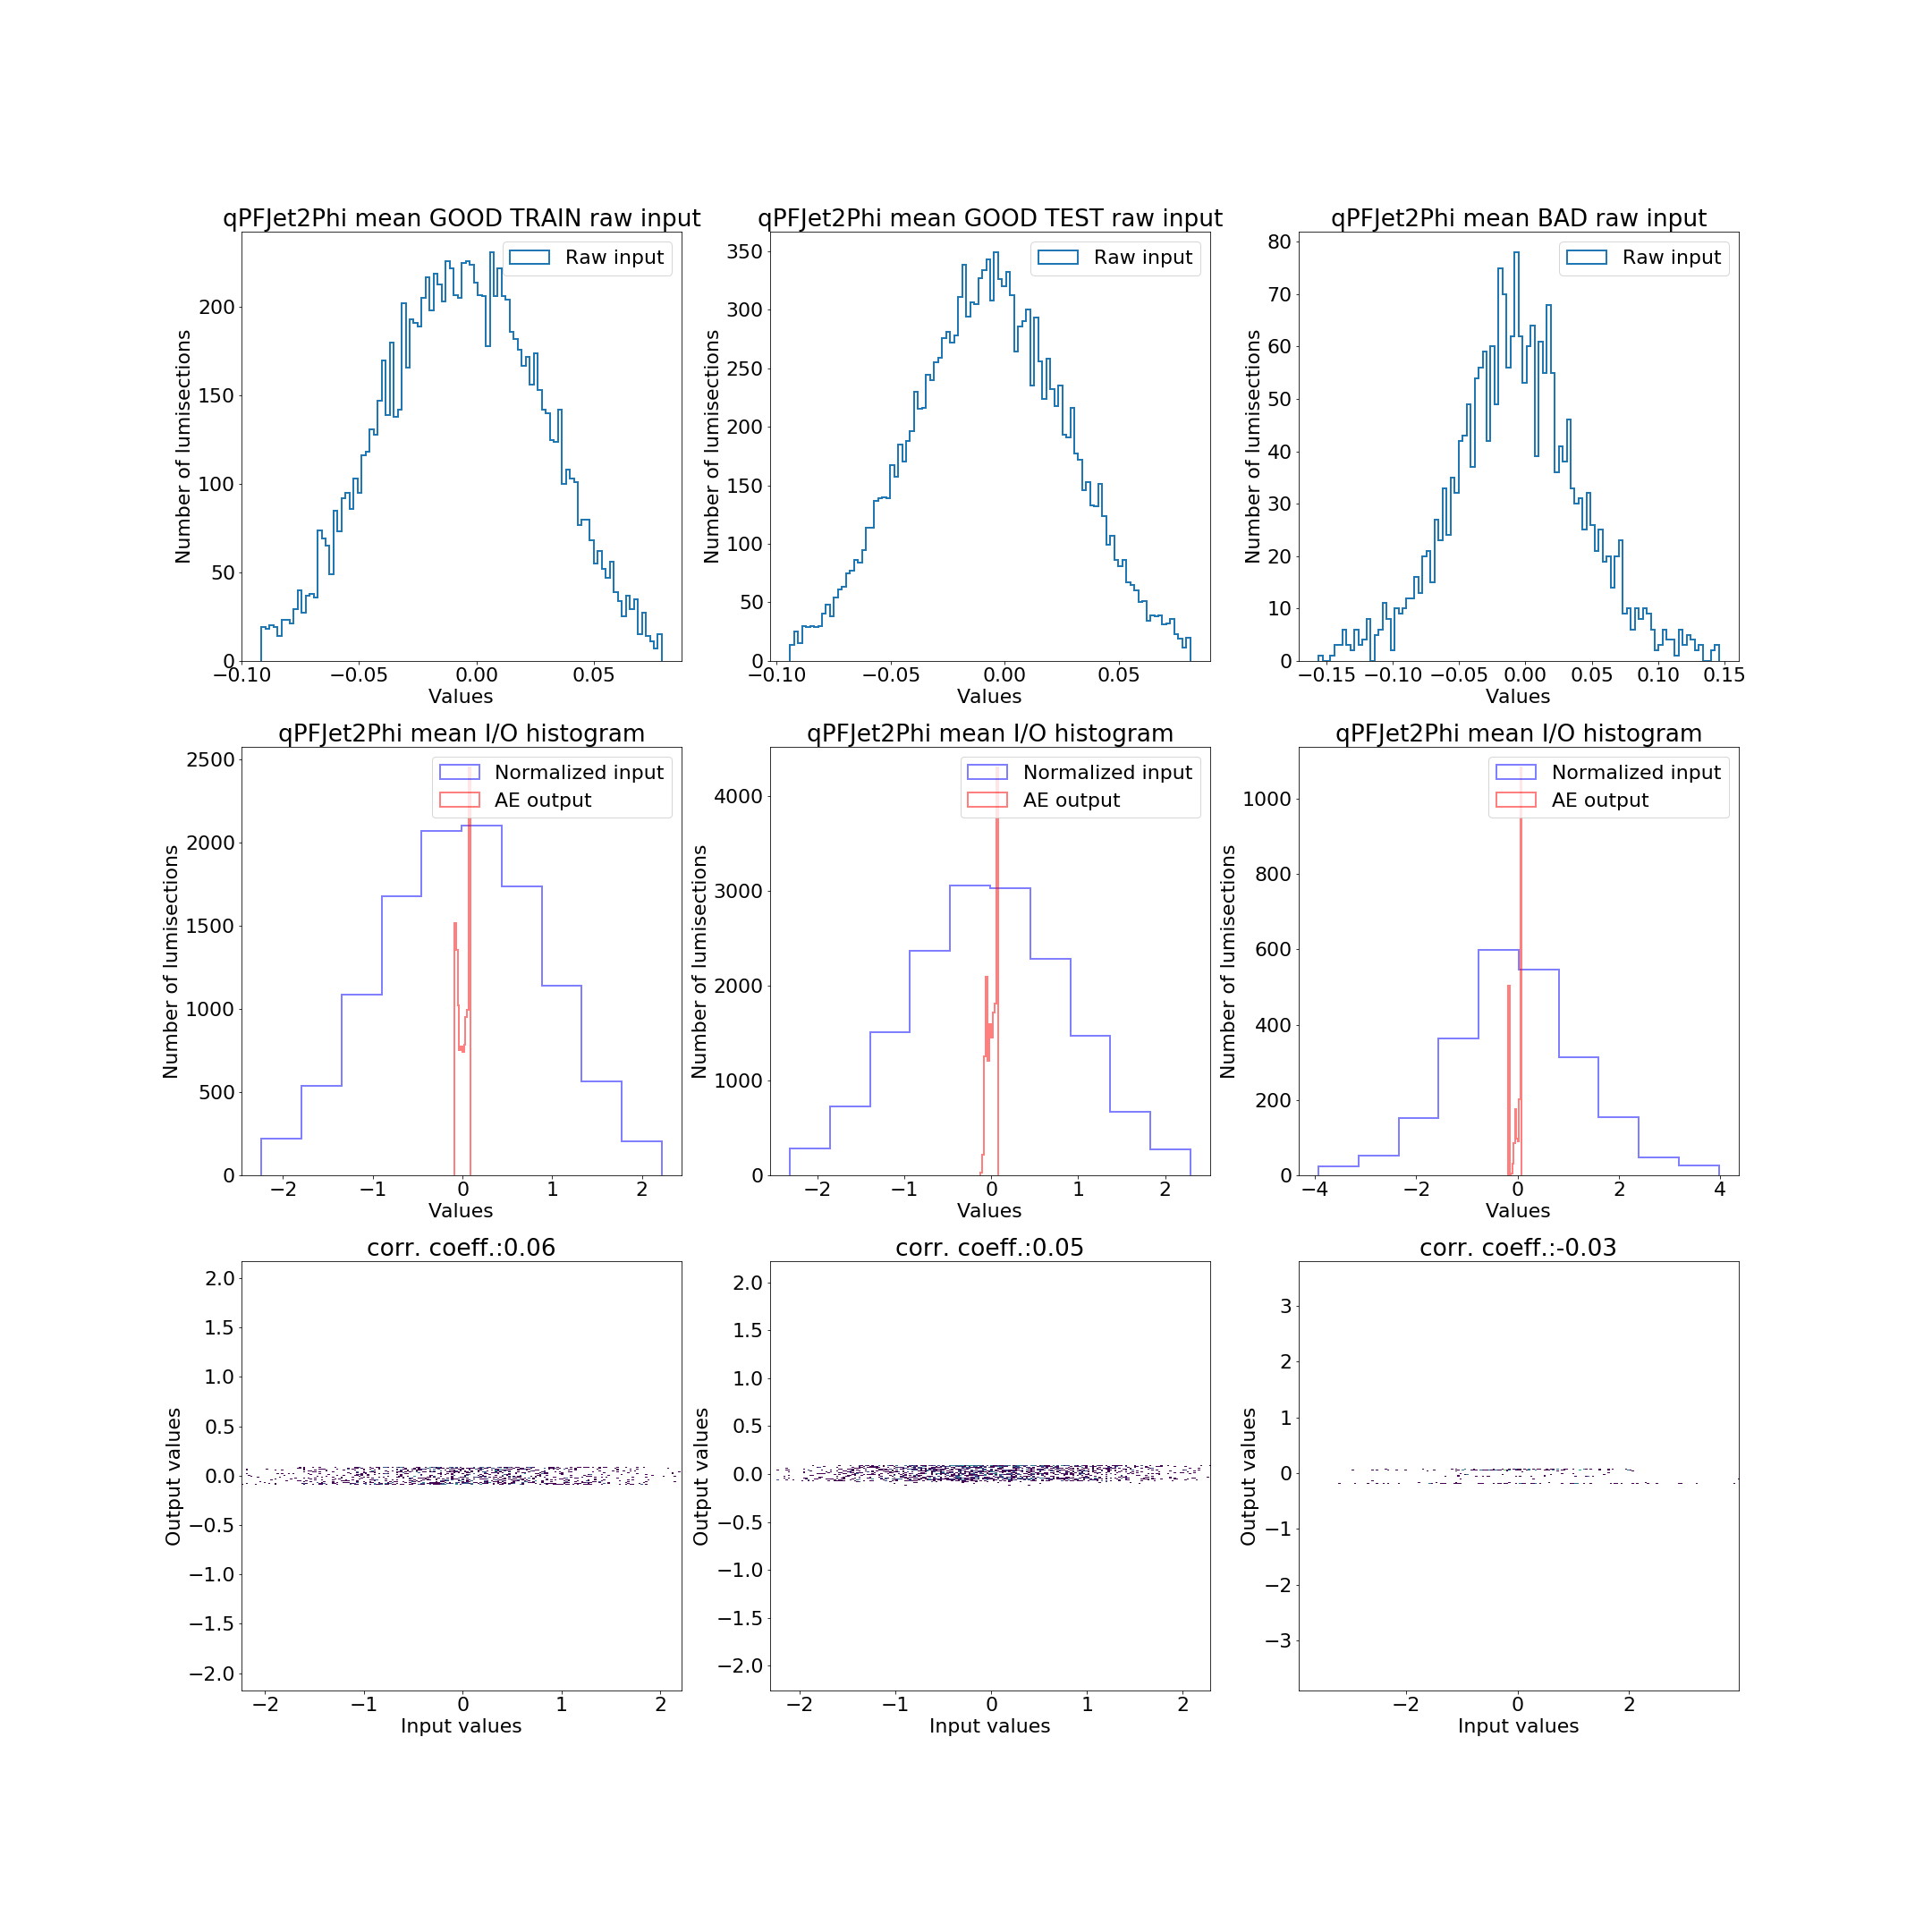 qPFJet2Phi mean GOOD TRAIN raw input
Raw input
Number of lumisections
200
150
100
50
0
−0.10 −0.05 0.00 0.05
Values
qPFJet2Phi mean GOOD TEST raw input
Raw input
Number of lumisections
350
300
250
200
150
100
50
0
−0.10 −0.05 0.00 0.05
Values
qPFJet2Phi mean BAD raw input
Raw input
Number of lumisections
80
70
60
50
40
30
20
10
0
−0.15 −0.10 −0.05 0.00 0.05 0.10 0.15
Values
qPFJet2Phi mean I/O histogram
Normalized input
AE output
Number of lumisections
2500
2000
1500
1000
500
0
−2 −1 0 1 2
Values
qPFJet2Phi mean I/O histogram
Normalized input
AE output
Number of lumisections
4000
3000
2000
1000
0
−2 −1 0 1 2
Values
qPFJet2Phi mean I/O histogram
Normalized input
AE output
Number of lumisections
1000
800
600
400
200
0
−4 −2 0 2 4
Values
corr. coeff.:0.06
Output values
2.0
1.5
1.0
0.5
0.0
−0.5
−1.0
−1.5
−2.0
−2 −1 0 1 2
Input values
corr. coeff.:0.05
Output values
2.0
1.5
1.0
0.5
0.0
−0.5
−1.0
−1.5
−2.0
−2 −1 0 1 2
Input values
corr. coeff.:-0.03
Output values
3
2
1
0
−1
−2
−3
−2 0 2
Input values